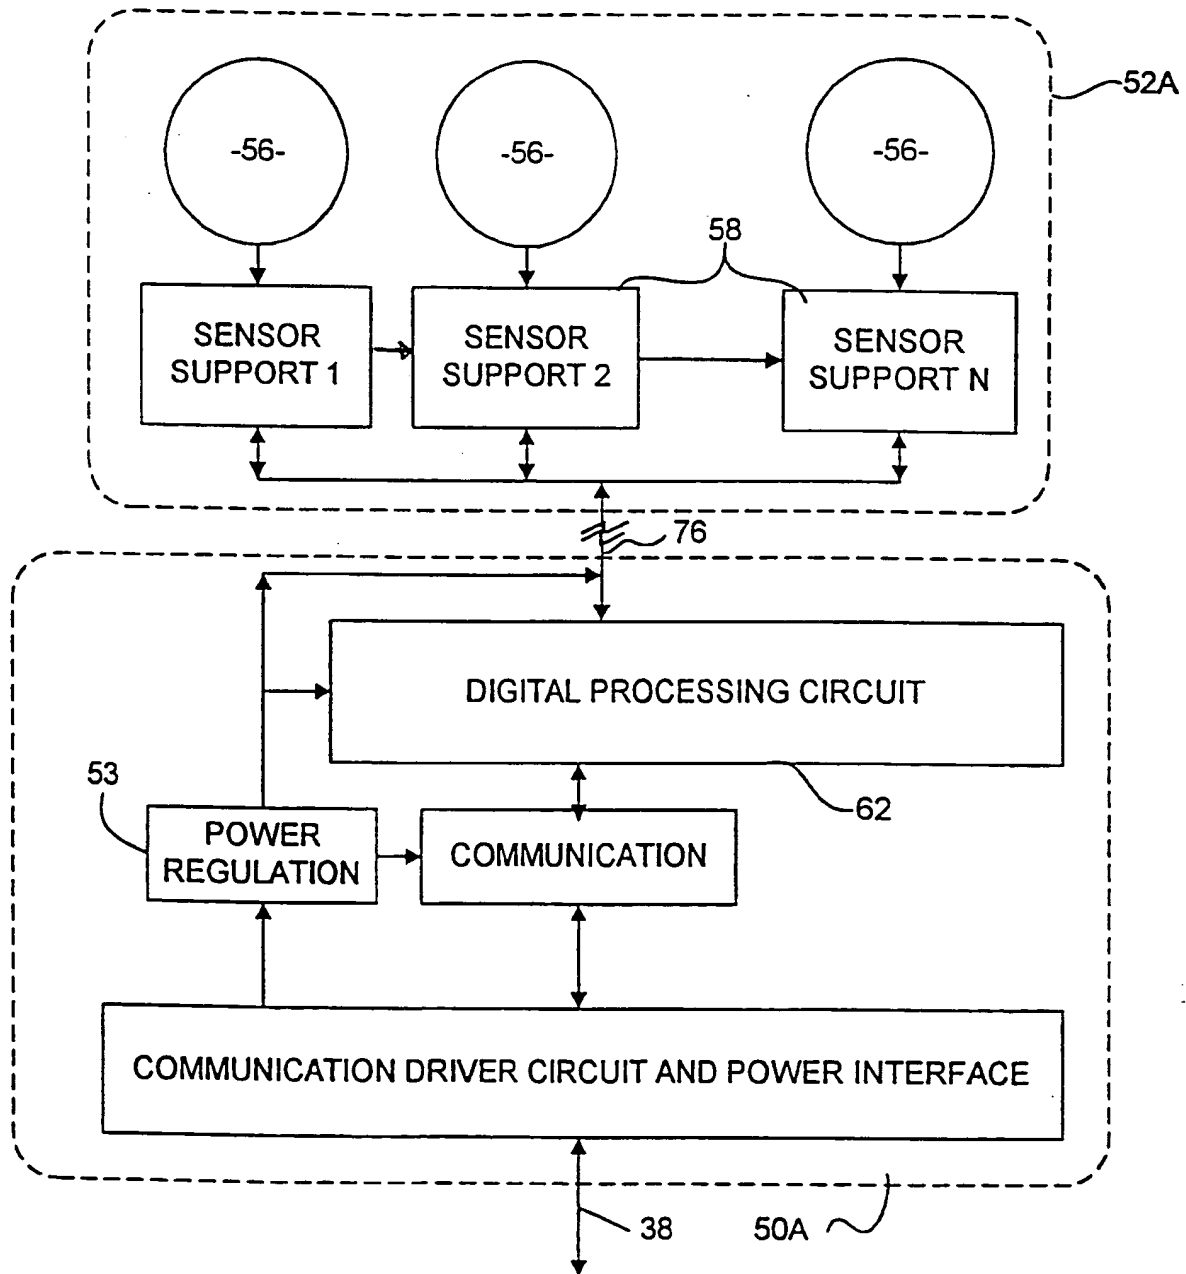 52A
-56-
-56-
-56-
58
SENSOR
SUPPORT 1
SENSOR
SUPPORT 2
SENSOR
SUPPORT N
76
DIGITAL PROCESSING CIRCUIT
53
62
POWER
REGULATION
COMMUNICATION
COMMUNICATION DRIVER CIRCUIT AND POWER INTERFACE
38
50A